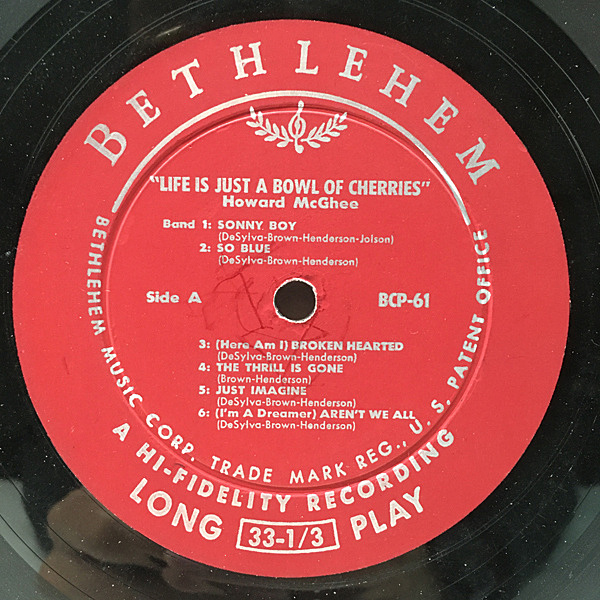 BETHLEHEM
"LIFE IS JUST A BOWL OF CHERRIES"
Howard McGhee
Band 1: SONNY BOY
(DeSylva-Brown-Henderson-Jolson)
2: SO BLUE
(DeSylva-Brown-Henderson)
Side A
BCP-61
3: (Here Am I) BROKEN HEARTED
(DeSylva-Brown-Henderson)
4: THE THRILL IS GONE
(Brown-Henderson)
5: JUST IMAGINE
(DeSylva-Brown-Henderson)
6: (I'm A Dreamer) AREN'T WE ALL
(DeSylva-Brown-Henderson)
BETHLEHEM MUSIC CORP. TRADE MARK REG., U. S. PATENT OFFICE
A HI-FIDELITY RECORDING
LONG 33-1/3 PLAY